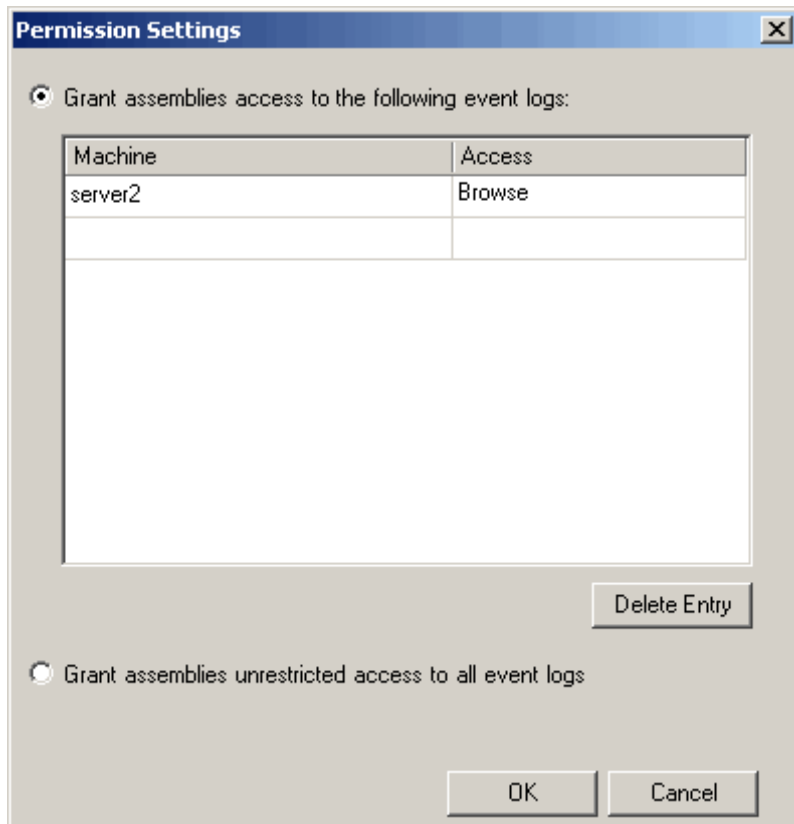 Permission Settings
Grant assemblies access to the following event logs:
Machine Access
server2 Browse
Delete Entry
Grant assemblies unrestricted access to all event logs
OK Cancel